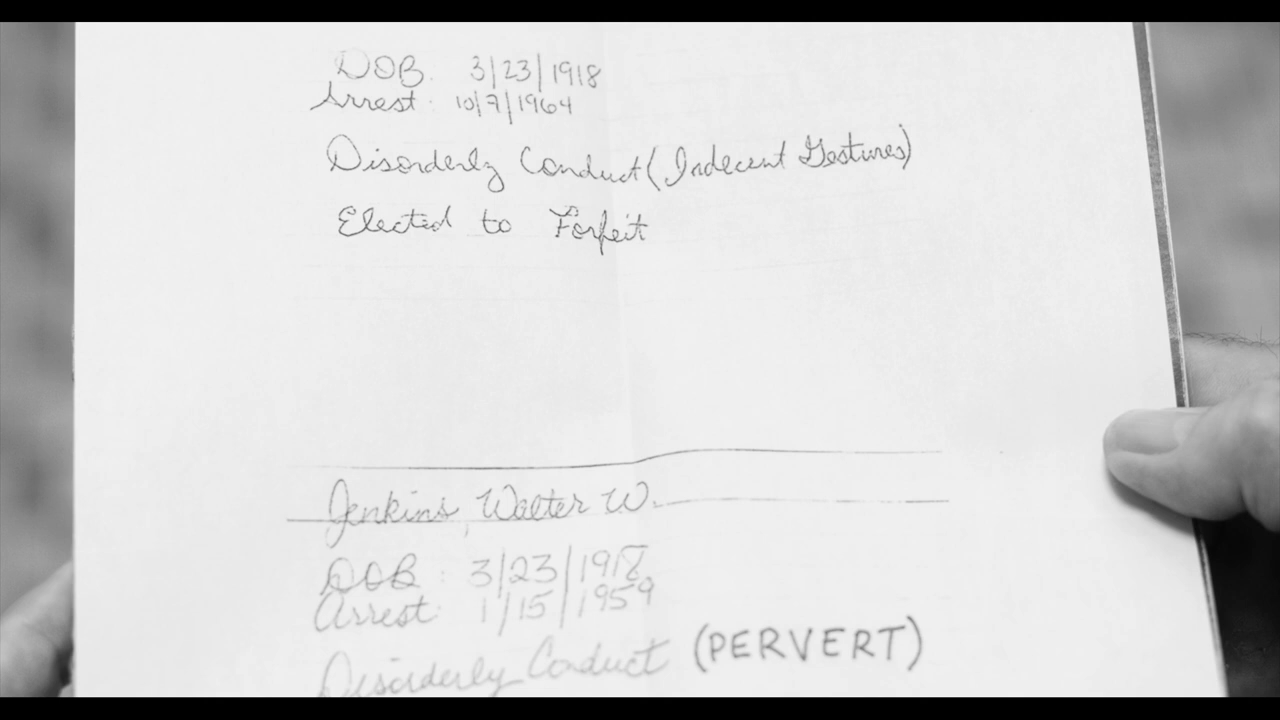 DOB. 3/23/1918
Arrest: 10/7/1964
Disorderly Conduct (Indecent Gestures)
Elected to Forfeit
Jenkins, Walter W.
DOB: 3/23/1918
Arrest: 1/15/1959
Disorderly Conduct (PERVERT)